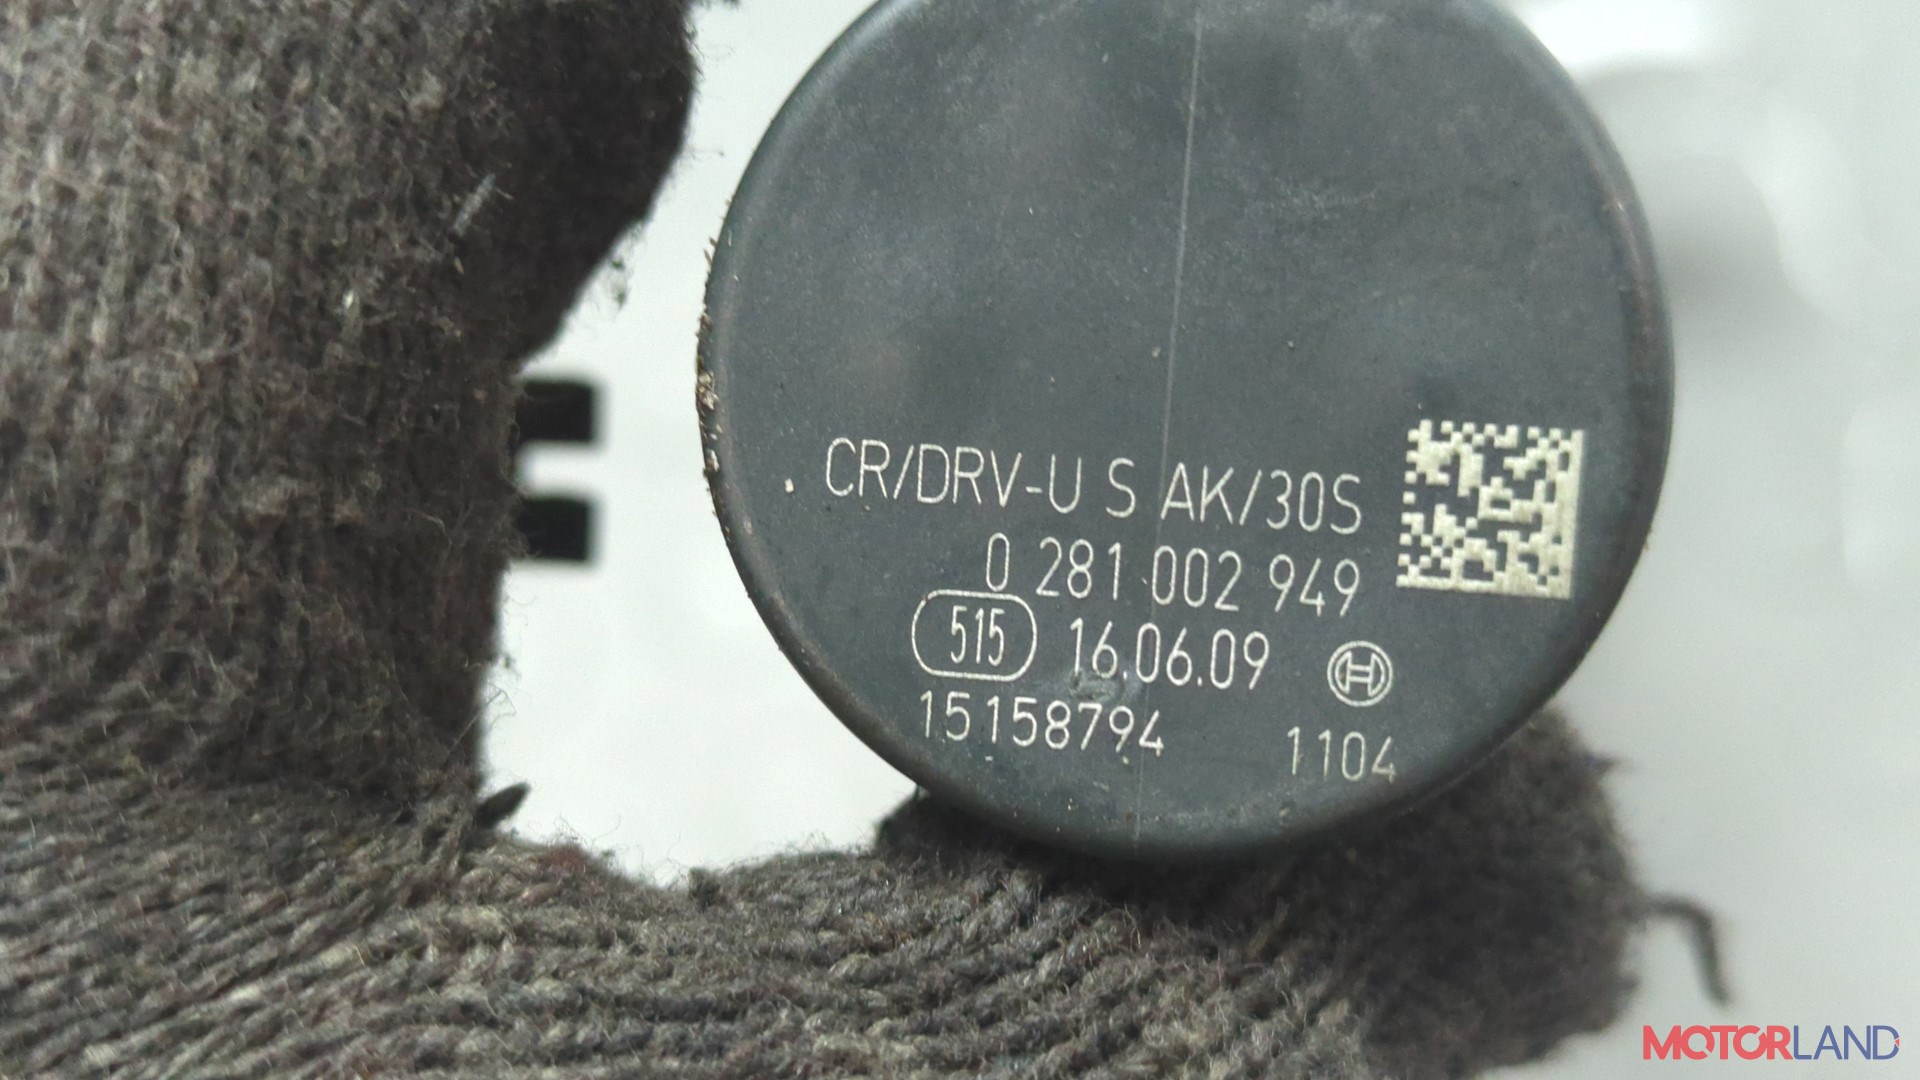 CR/DRV-U S AK/30S
0 281 002 949
515 16.06.09
15158794 1104
MOTORLAND